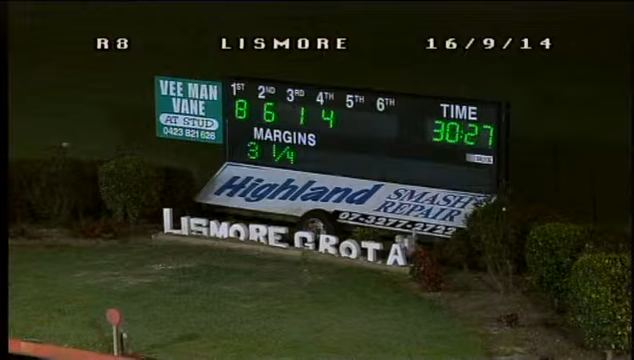 R8 LISMORE 16/9/14
VEE MAN
VANE
AT STUD
0423 821 626
1ST 2ND 3RD 4TH 5TH 6TH
8 6 1 4
TIME
30:27
MARGINS
3 1/4
Highland
SMASH
REPAIR
07-3277-2722
LISMORE GROTA